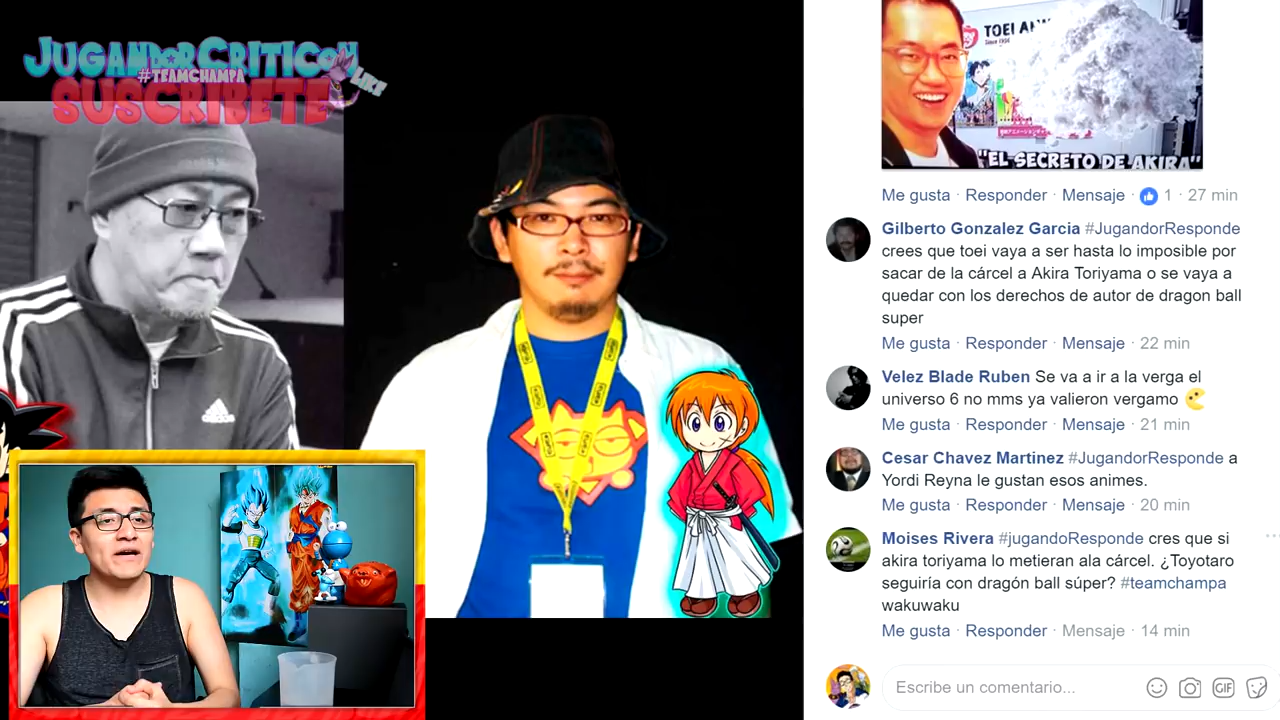 JUGANDORCRITICON
#TEAMCHAMPA
LIKE
SUSCRIBETE
adidas
TOEI AN
Since 1956
"EL SECRETO DE AKIRA"
Me gusta · Responder · Mensaje · 1 · 27 min
Gilberto Gonzalez Garcia #JugandorResponde
crees que toei vaya a ser hasta lo imposible por
sacar de la cárcel a Akira Toriyama o se vaya a
quedar con los derechos de autor de dragon ball
super
Me gusta · Responder · Mensaje · 22 min
Velez Blade Ruben Se va a ir a la verga el
universo 6 no mms ya valieron vergamo
Me gusta · Responder · Mensaje · 21 min
Cesar Chavez Martinez #JugandorResponde a
Yordi Reyna le gustan esos animes.
Me gusta · Responder · Mensaje · 20 min
Moises Rivera #jugandoResponde cres que si
akira toriyama lo metieran ala cárcel. ¿Toyotaro
seguiría con dragón ball súper? #teamchampa
wakuwaku
Me gusta · Responder · Mensaje · 14 min
Escribe un comentario...
GIF